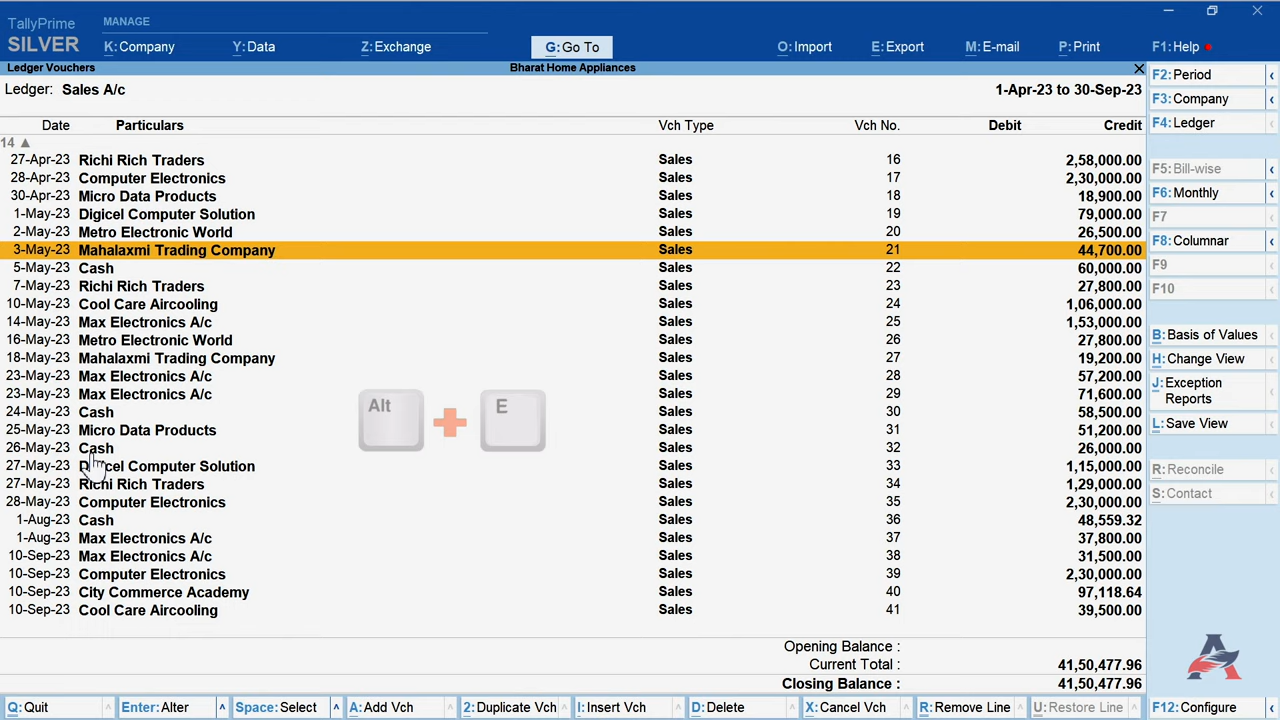 TallyPrime MANAGE
SILVER K:Company Y:Data Z:Exchange G:Go To O:Import E:Export M:E-mail P:Print F1:Help
Ledger Vouchers Bharat Home Appliances
Ledger: Sales A/c 1-Apr-23 to 30-Sep-23
Date Particulars Vch Type Vch No. Debit Credit
14
27-Apr-23 Richi Rich Traders Sales 16 2,58,000.00
28-Apr-23 Computer Electronics Sales 17 2,30,000.00
30-Apr-23 Micro Data Products Sales 18 18,900.00
1-May-23 Digicel Computer Solution Sales 19 79,000.00
2-May-23 Metro Electronic World Sales 20 26,500.00
3-May-23 Mahalaxmi Trading Company Sales 21 44,700.00
5-May-23 Cash Sales 22 60,000.00
7-May-23 Richi Rich Traders Sales 23 27,800.00
10-May-23 Cool Care Aircooling Sales 24 1,06,000.00
14-May-23 Max Electronics A/c Sales 25 1,53,000.00
16-May-23 Metro Electronic World Sales 26 27,800.00
18-May-23 Mahalaxmi Trading Company Sales 27 19,200.00
23-May-23 Max Electronics A/c Sales 28 57,200.00
23-May-23 Max Electronics A/c Sales 29 71,600.00
24-May-23 Cash Sales 30 58,500.00
25-May-23 Micro Data Products Sales 31 51,200.00
26-May-23 Cash Sales 32 26,000.00
27-May-23 Digicel Computer Solution Sales 33 1,15,000.00
27-May-23 Richi Rich Traders Sales 34 1,29,000.00
28-May-23 Computer Electronics Sales 35 2,30,000.00
1-Aug-23 Cash Sales 36 48,559.32
1-Aug-23 Max Electronics A/c Sales 37 37,800.00
10-Sep-23 Max Electronics A/c Sales 38 31,500.00
10-Sep-23 Computer Electronics Sales 39 2,30,000.00
10-Sep-23 City Commerce Academy Sales 40 97,118.64
10-Sep-23 Cool Care Aircooling Sales 41 39,500.00
Alt + E
Opening Balance :
Current Total : 41,50,477.96
Closing Balance : 41,50,477.96
F2:Period
F3:Company
F4:Ledger
F5:Bill-wise
F6:Monthly
F7
F8:Columnar
F9
F10
B:Basis of Values
H:Change View
J:Exception
Reports
L:Save View
R:Reconcile
S:Contact
Q:Quit Enter:Alter Space:Select A:Add Vch 2:Duplicate Vch I:Insert Vch D:Delete X:Cancel Vch R:Remove Line U:Restore Line F12:Configure